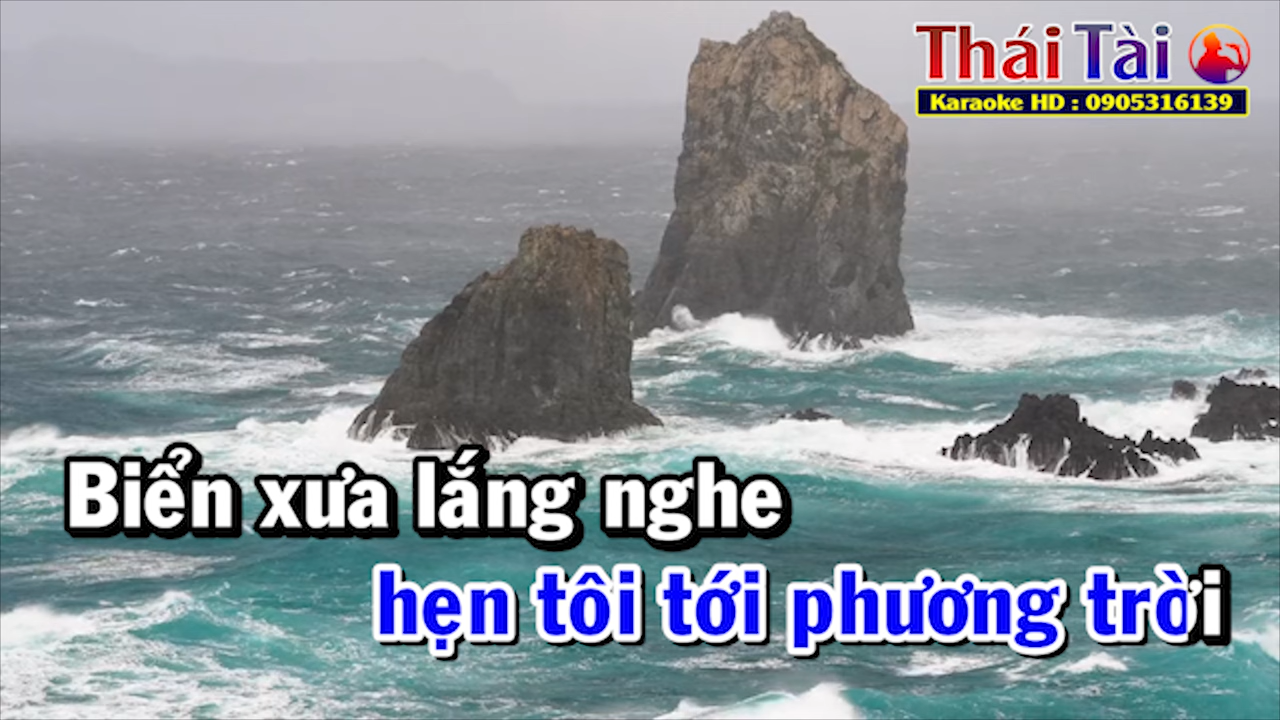 Thái Tài
Karaoke HD : 0905316139
Biển xưa lắng nghe
hẹn tôi tới phương trời